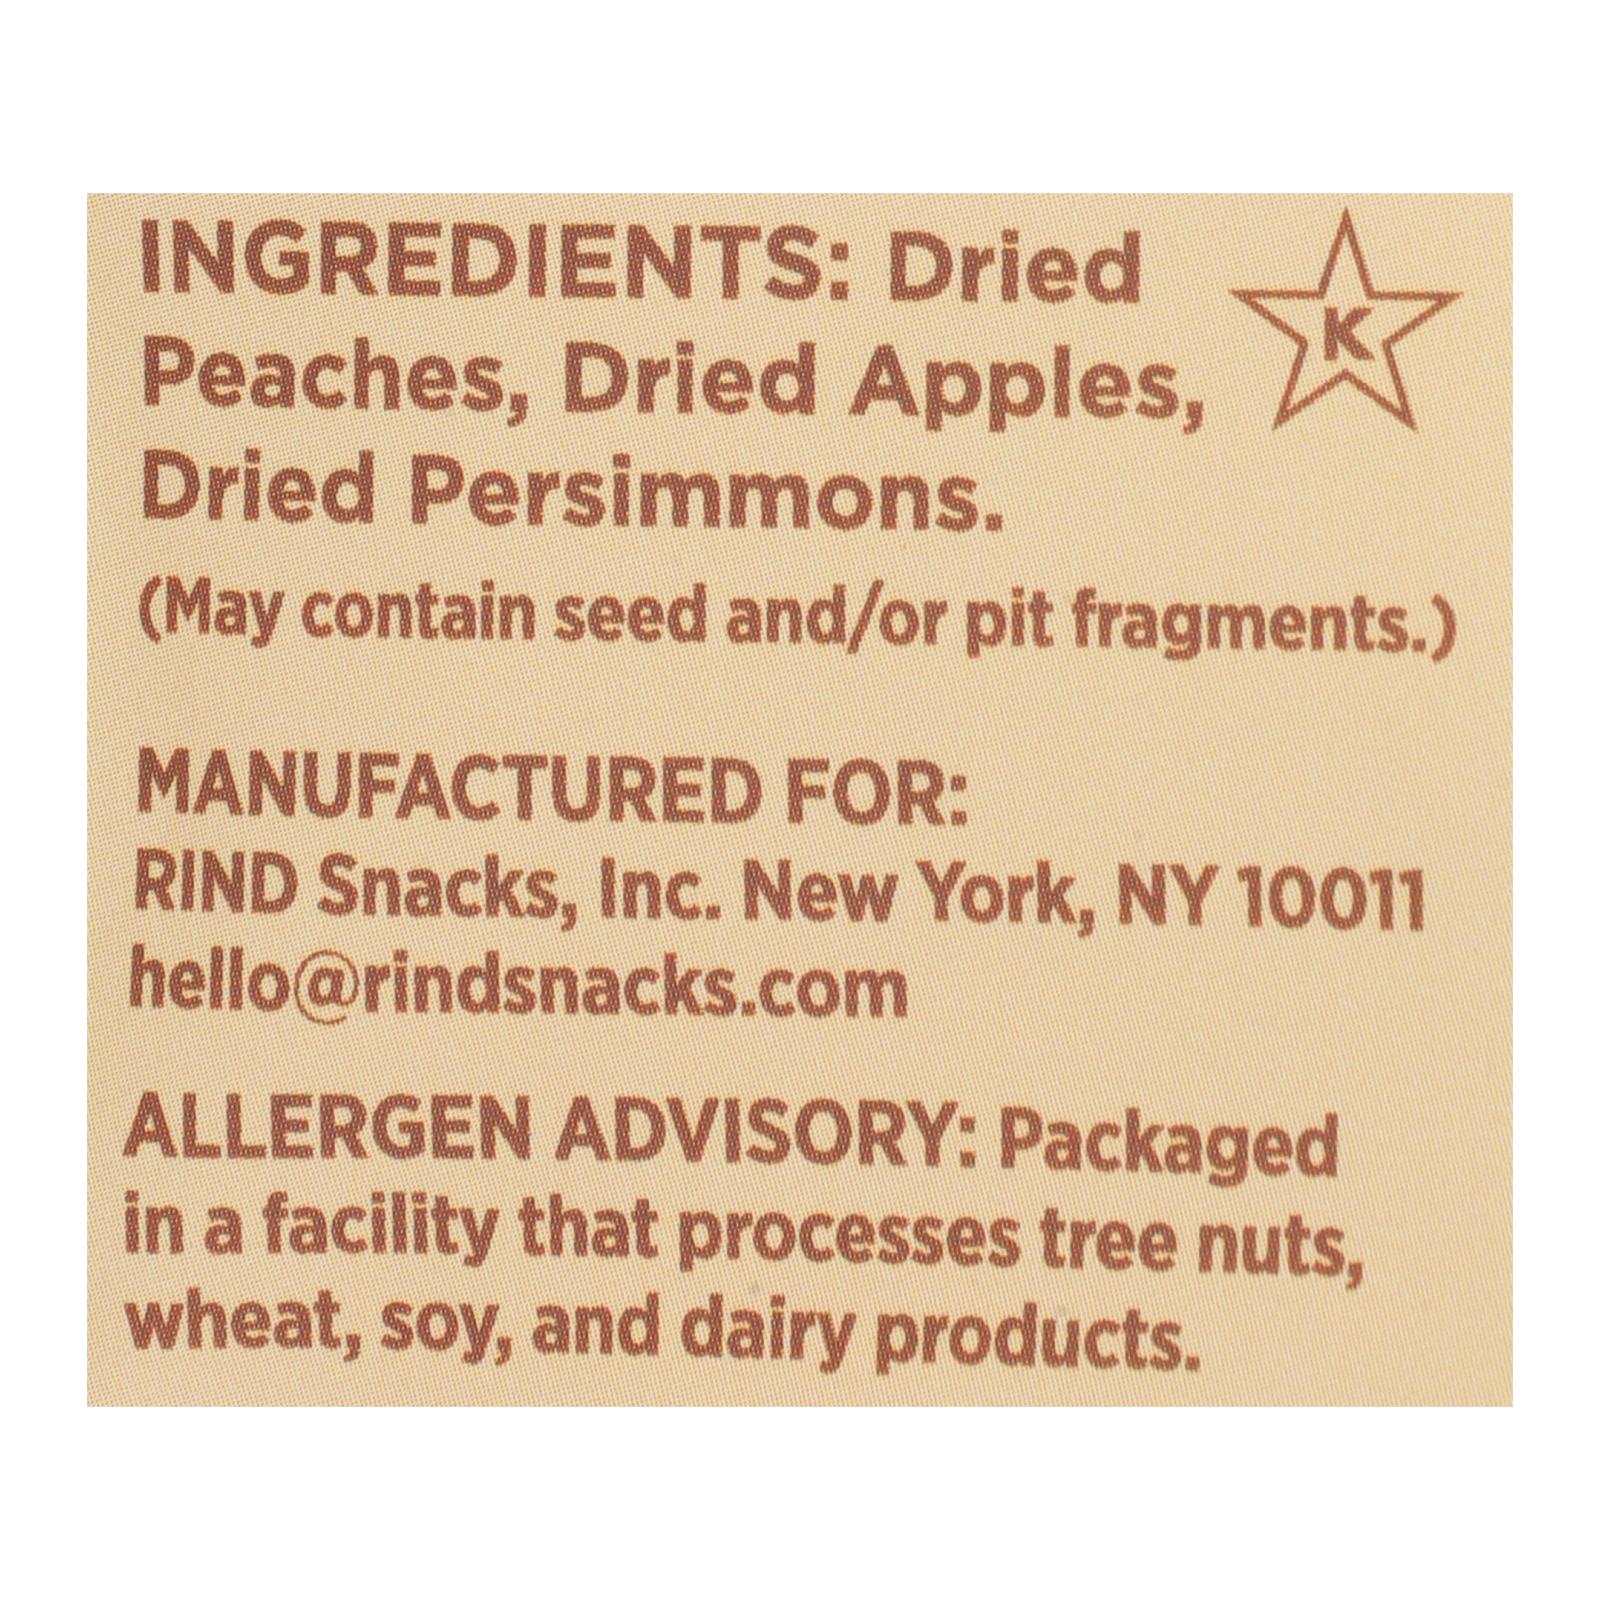 INGREDIENTS: Dried
Peaches, Dried Apples,
Dried Persimmons.
K
(May contain seed and/or pit fragments.)
MANUFACTURED FOR:
RIND Snacks, Inc. New York, NY 10011
hello@rindsnacks.com
ALLERGEN ADVISORY: Packaged
in a facility that processes tree nuts,
wheat, soy, and dairy products.